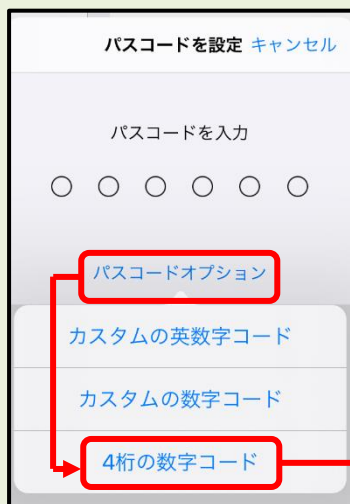 パスコードを設定 キャンセル
パスコードを入力
パスコードオプション
カスタムの英数字コード
カスタムの数字コード
4桁の数字コード